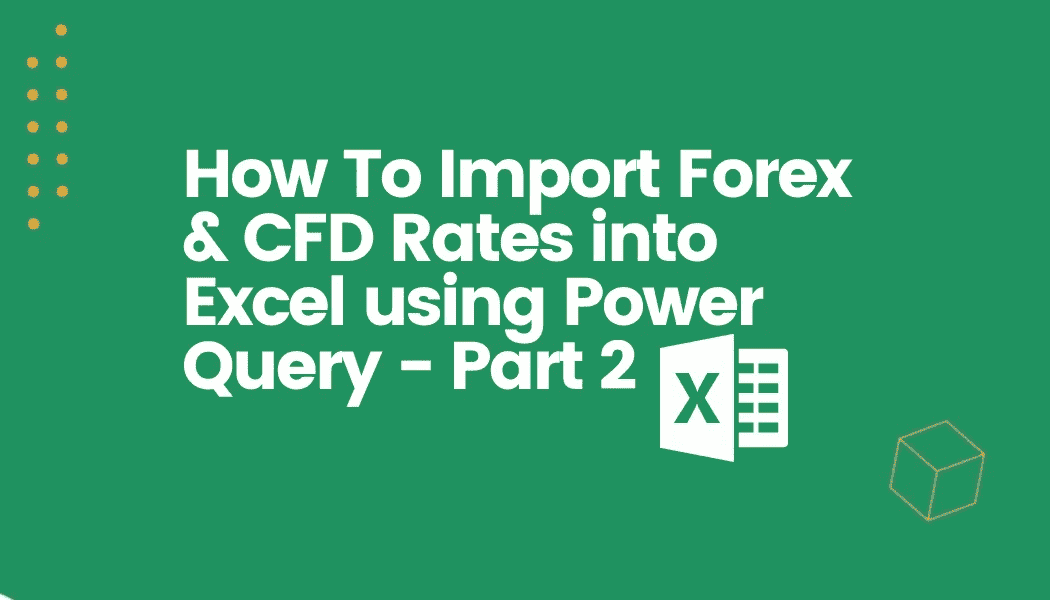 How To Import Forex
& CFD Rates into
Excel using Power
Query - Part 2
X